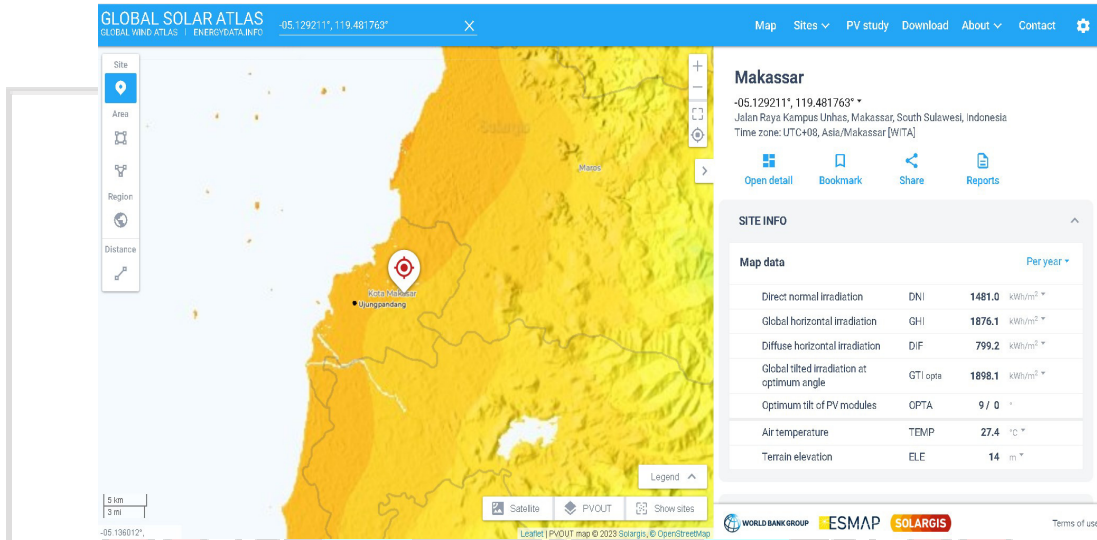 GLOBAL SOLAR ATLAS
GLOBAL WIND ATLAS | ENERGYDATA.INFO
-05.129211°, 119.481763°
Map Sites PV study Download About Contact
Site
Area
Region
Distance
Solargis
Maros
Kota Makasar
Ujungpandang
5 km
3 mi
-05.136012°,
Legend
Satellite PVOUT Show sites
Leaflet | PVOUT map © 2023 Solargis, © OpenStreetMap
Makassar
-05.129211°, 119.481763°
Jalan Raya Kampus Unhas, Makassar, South Sulawesi, Indonesia
Time zone: UTC+08, Asia/Makassar [WITA]
Open detail Bookmark Share Reports
SITE INFO
Map data Per year
Direct normal irradiation DNI 1481.0 kWh/m²
Global horizontal irradiation GHI 1876.1 kWh/m²
Diffuse horizontal irradiation DIF 799.2 kWh/m²
Global tilted irradiation at
optimum angle GTI opta 1898.1 kWh/m²
Optimum tilt of PV modules OPTA 9 / 0 °
Air temperature TEMP 27.4 °C
Terrain elevation ELE 14 m
WORLD BANK GROUP ESMAP SOLARGIS
Terms of use